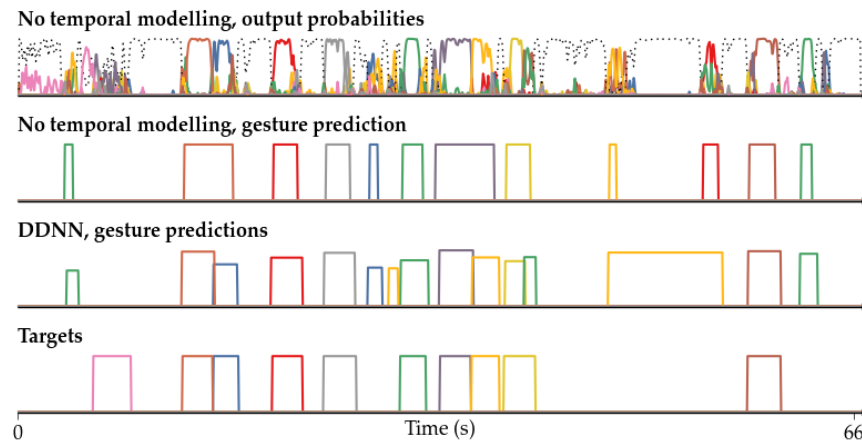 No temporal modelling, output probabilities
No temporal modelling, gesture prediction
DDNN, gesture predictions
Targets
0 Time (s) 66